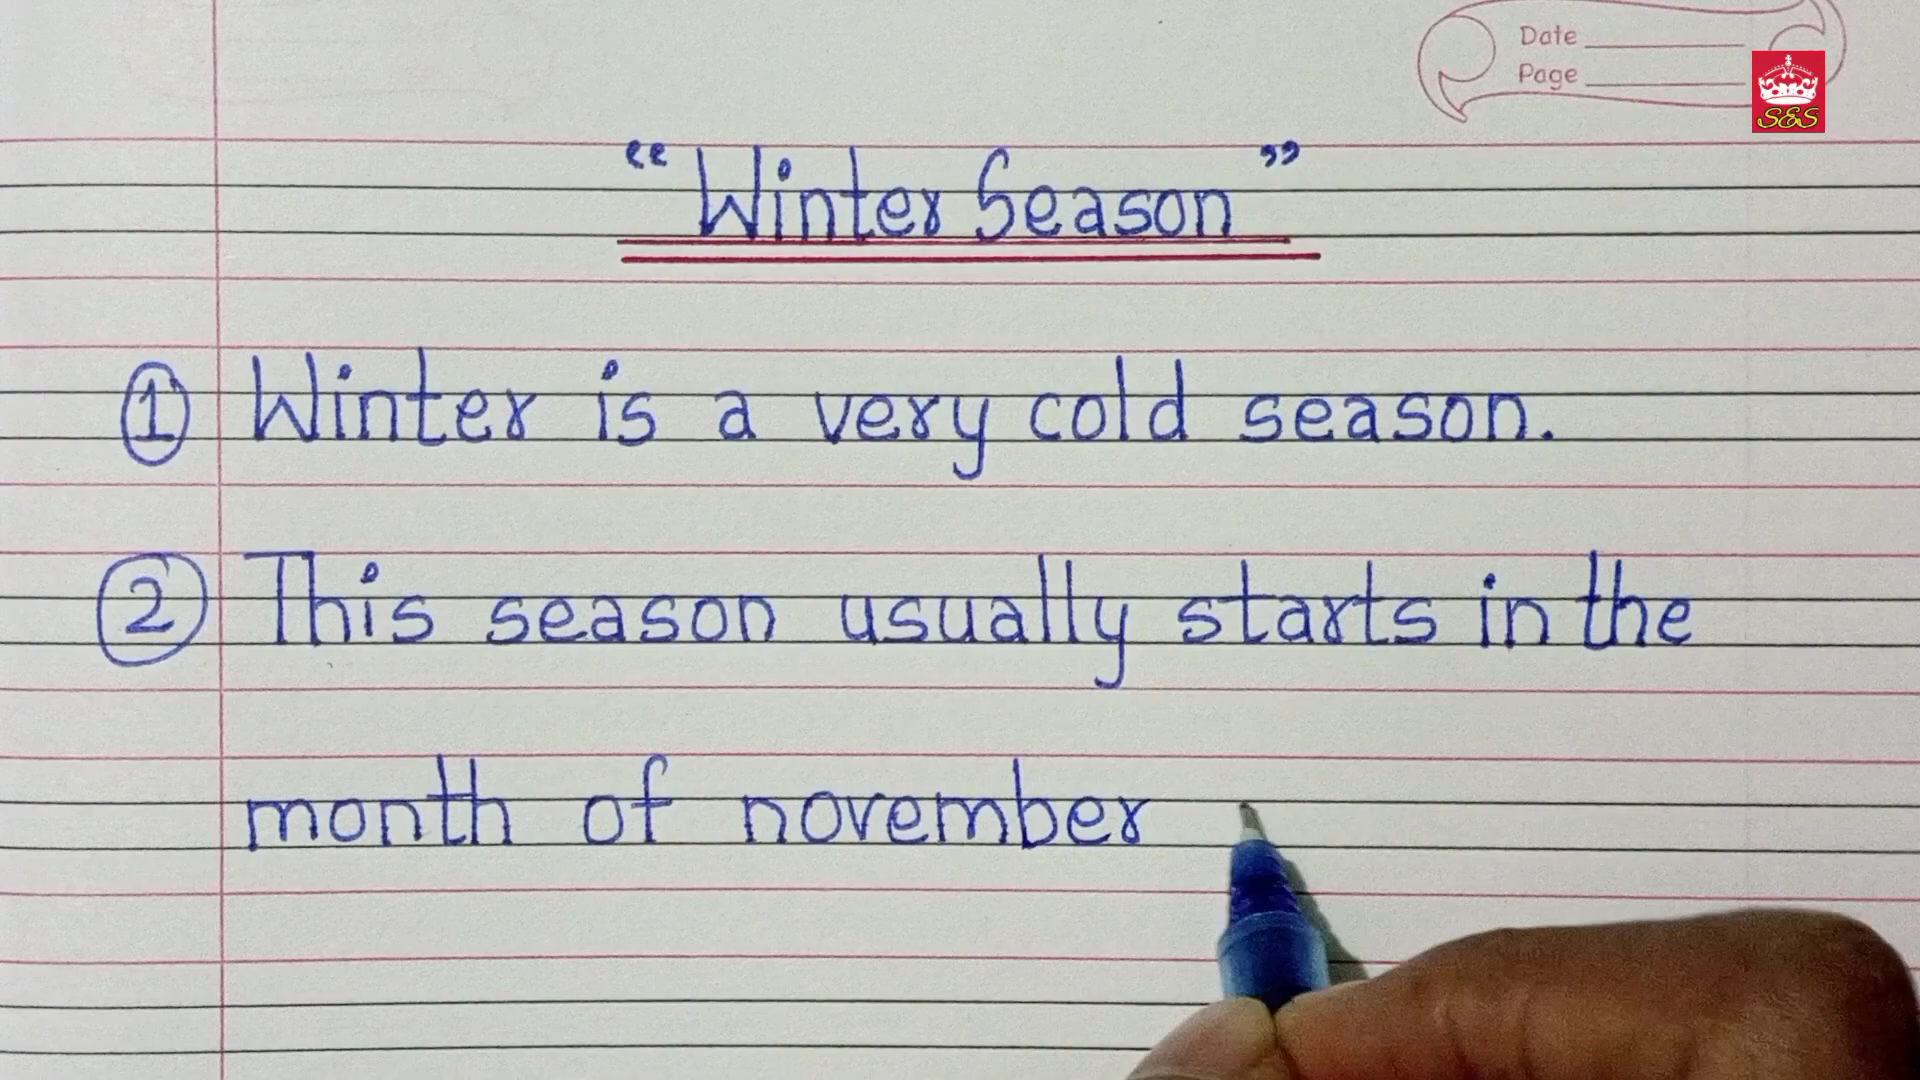 Date
Page
S&S
“Winter Season”
1 Winter is a very cold season.
2 This season usually starts in the
month of november